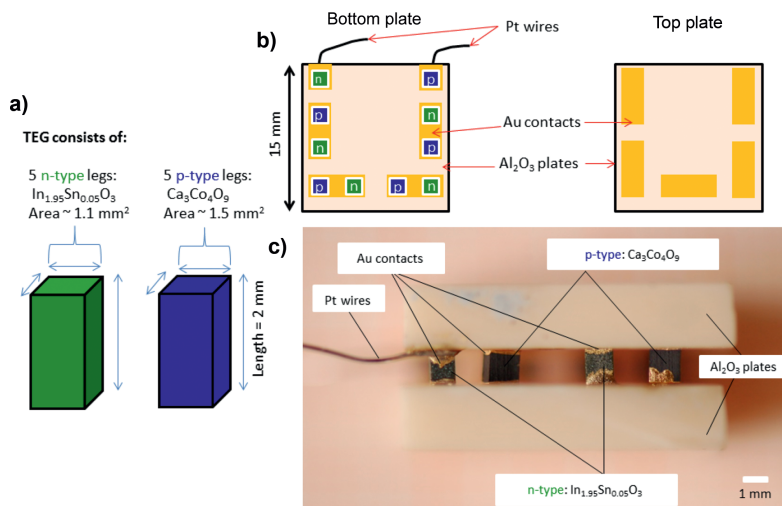 a)
TEG consists of:
5 n-type legs:
In1.95Sn0.05O3
Area ~ 1.1 mm²
5 p-type legs:
Ca3Co4O9
Area ~ 1.5 mm²
Length = 2 mm
b)
Bottom plate
Pt wires
Top plate
n
p
p
n
n
p
p
n
p
n
15 mm
Au contacts
Al2O3 plates
c)
Au contacts
p-type: Ca3Co4O9
Pt wires
Al2O3 plates
n-type: In1.95Sn0.05O3
1 mm